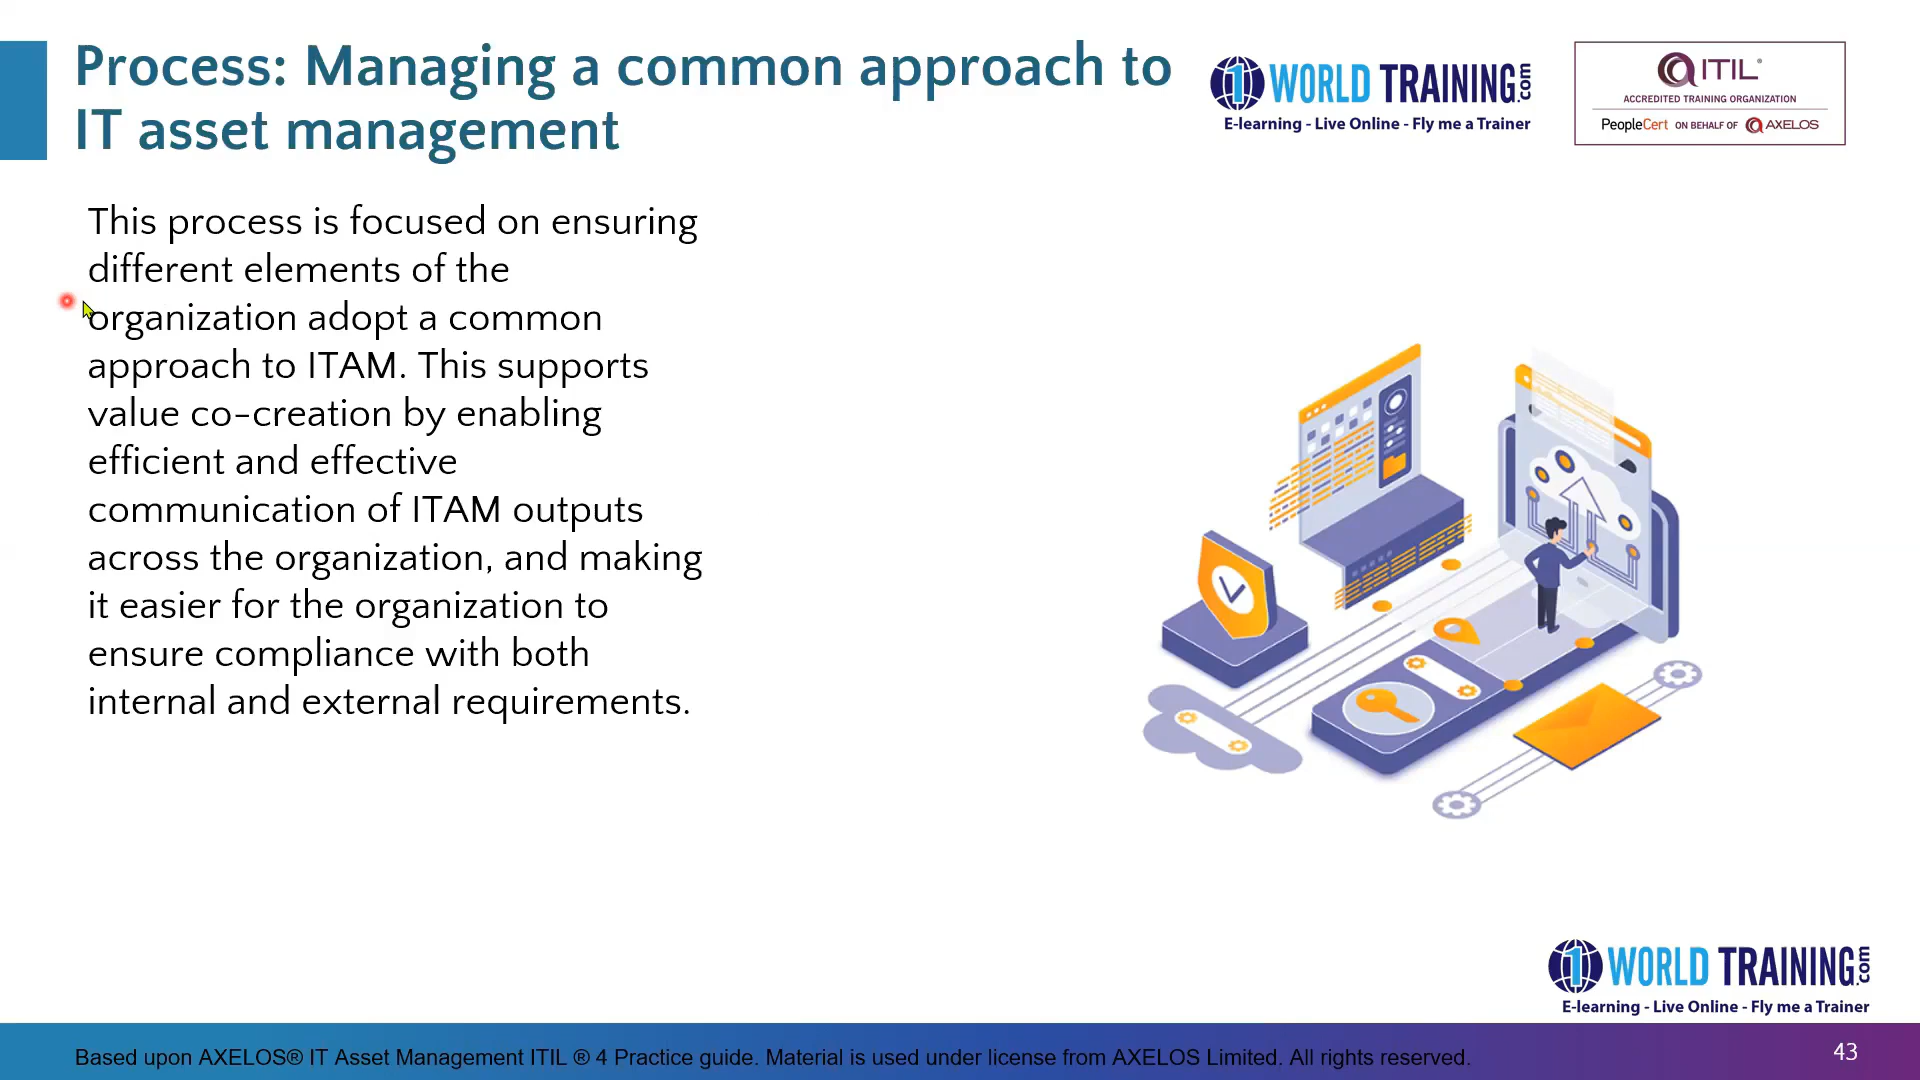 Process: Managing a common approach to
IT asset management
1 WORLD TRAINING.com
E-learning - Live Online - Fly me a Trainer
ITIL®
ACCREDITED TRAINING ORGANIZATION
PeopleCert ON BEHALF OF AXELOS
This process is focused on ensuring
different elements of the
organization adopt a common
approach to ITAM. This supports
value co-creation by enabling
efficient and effective
communication of ITAM outputs
across the organization, and making
it easier for the organization to
ensure compliance with both
internal and external requirements.
1 WORLD TRAINING.com
E-learning - Live Online - Fly me a Trainer
Based upon AXELOS® IT Asset Management ITIL ® 4 Practice guide. Material is used under license from AXELOS Limited. All rights reserved.
43